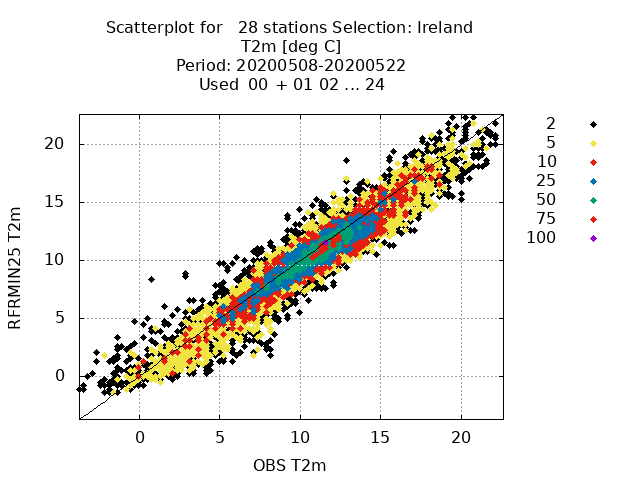 Scatterplot for   28 stations Selection: Ireland
T2m [deg C]
Period: 20200508-20200522
Used  00 + 01 02 ... 24
2
5
10
25
50
75
100
20
15
10
5
0
RFRMIN25 T2m
0 5 10 15 20
OBS T2m